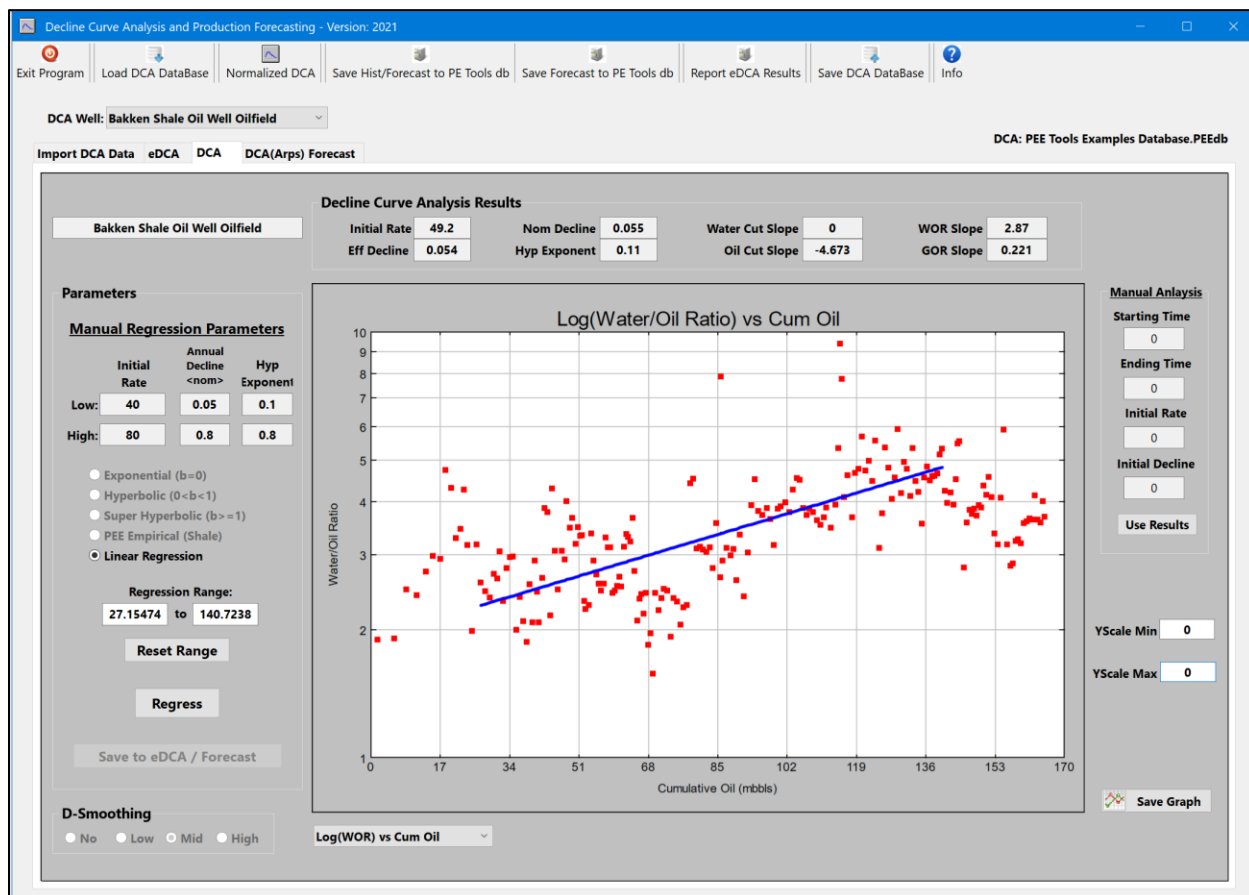 Decline Curve Analysis and Production Forecasting - Version: 2021
Exit Program Load DCA DataBase Normalized DCA Save Hist/Forecast to PE Tools db Save Forecast to PE Tools db Report eDCA Results Save DCA DataBase Info
DCA Well: Bakken Shale Oil Well Oilfield
DCA: PEE Tools Examples Database.PEEdb
Import DCA Data eDCA DCA DCA(Arps) Forecast
Bakken Shale Oil Well Oilfield
Decline Curve Analysis Results
Initial Rate 49.2 Nom Decline 0.055 Water Cut Slope 0 WOR Slope 2.87
Eff Decline 0.054 Hyp Exponent 0.11 Oil Cut Slope -4.673 GOR Slope 0.221
Parameters
Manual Regression Parameters
Initial Rate
Annual Decline <nom>
Hyp Exponent
Low: 40 0.05 0.1
High: 80 0.8 0.8
Exponential (b=0)
Hyperbolic (0<b<1)
Super Hyperbolic (b>=1)
PEE Empirical (Shale)
Linear Regression
Regression Range:
27.15474 to 140.7238
Reset Range
Regress
Save to eDCA / Forecast
D-Smoothing
No Low Mid High
Log(Water/Oil Ratio) vs Cum Oil
Water/Oil Ratio
10
9
8
7
6
5
4
3
2
1
0 17 34 51 68 85 102 119 136 153 170
Cumulative Oil (mbbls)
Log(WOR) vs Cum Oil
Manual Anlaysis
Starting Time
0
Ending Time
0
Initial Rate
0
Initial Decline
0
Use Results
YScale Min 0
YScale Max 0
Save Graph